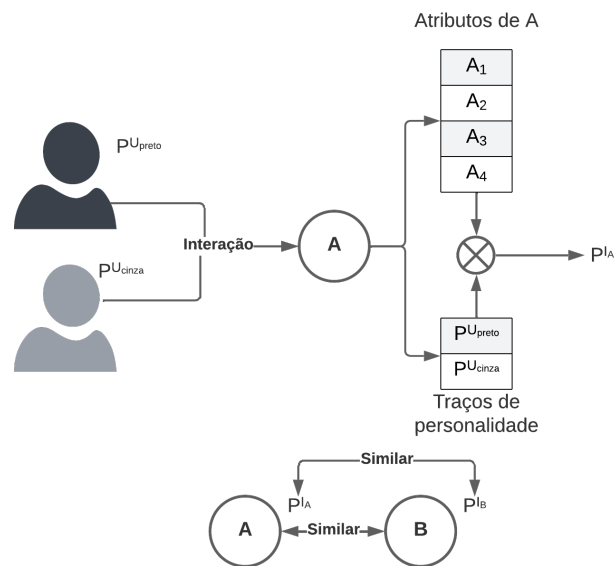 Atributos de A
A1
A2
A3
A4
PUpreto
Interação
A
PIA
PUcinza
PUpreto
PUcinza
Traços de
personalidade
Similar
PIA
PIB
A
Similar
B